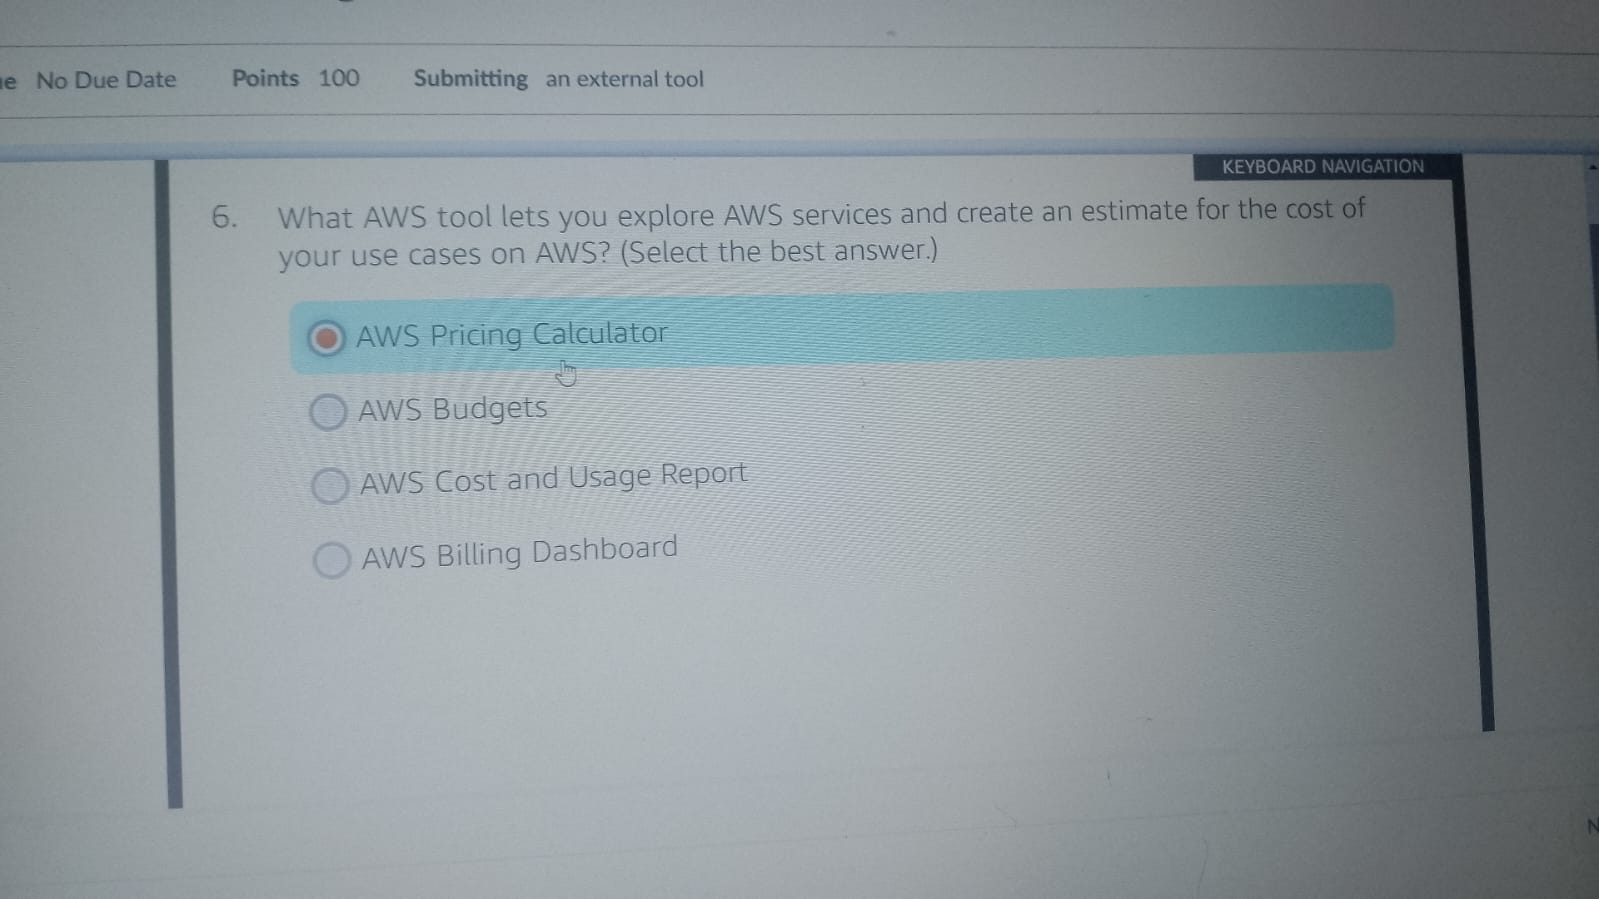 No Due Date Points 100 Submitting an external tool
KEYBOARD NAVIGATION
6. What AWS tool lets you explore AWS services and create an estimate for the cost of
your use cases on AWS? (Select the best answer.)
AWS Pricing Calculator
AWS Budgets
AWS Cost and Usage Report
AWS Billing Dashboard